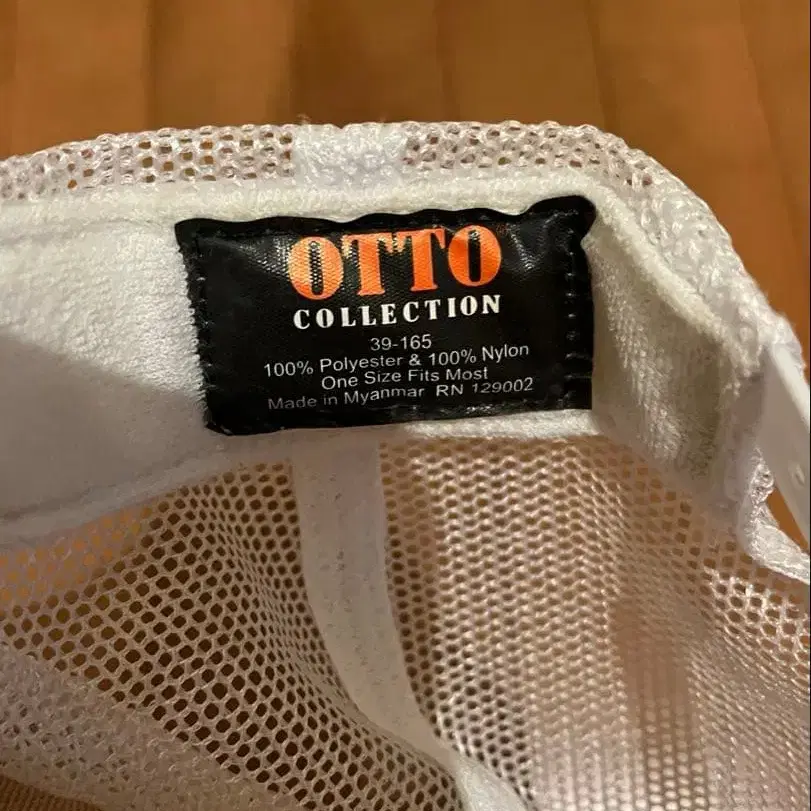 OTTO
COLLECTION
39-165
100% Polyester & 100% Nylon
One Size Fits Most
Made in Myanmar RN 129002